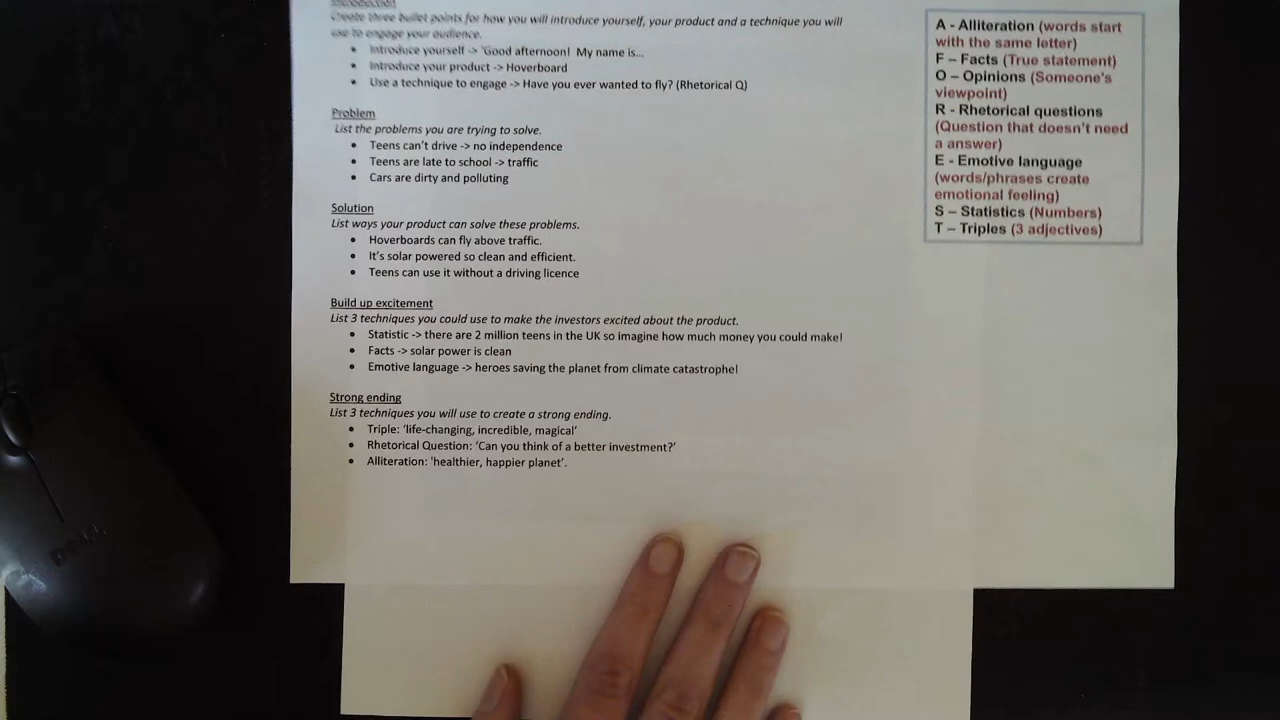 Introduction
Create three bullet points for how you will introduce yourself, your product and a technique you will
use to engage your audience.
• Introduce yourself -> 'Good afternoon! My name is...
• Introduce your product -> Hoverboard
• Use a technique to engage -> Have you ever wanted to fly? (Rhetorical Q)
Problem
List the problems you are trying to solve.
• Teens can't drive -> no independence
• Teens are late to school -> traffic
• Cars are dirty and polluting
Solution
List ways your product can solve these problems.
• Hoverboards can fly above traffic.
• It's solar powered so clean and efficient.
• Teens can use it without a driving licence
Build up excitement
List 3 techniques you could use to make the investors excited about the product.
• Statistic -> there are 2 million teens in the UK so imagine how much money you could make!
• Facts -> solar power is clean
• Emotive language -> heroes saving the planet from climate catastrophe!
Strong ending
List 3 techniques you will use to create a strong ending.
• Triple: 'life-changing, incredible, magical'
• Rhetorical Question: 'Can you think of a better investment?'
• Alliteration: 'healthier, happier planet'.
A - Alliteration (words start
with the same letter)
F – Facts (True statement)
O – Opinions (Someone's
viewpoint)
R - Rhetorical questions
(Question that doesn't need
a answer)
E - Emotive language
(words/phrases create
emotional feeling)
S – Statistics (Numbers)
T – Triples (3 adjectives)
DELL